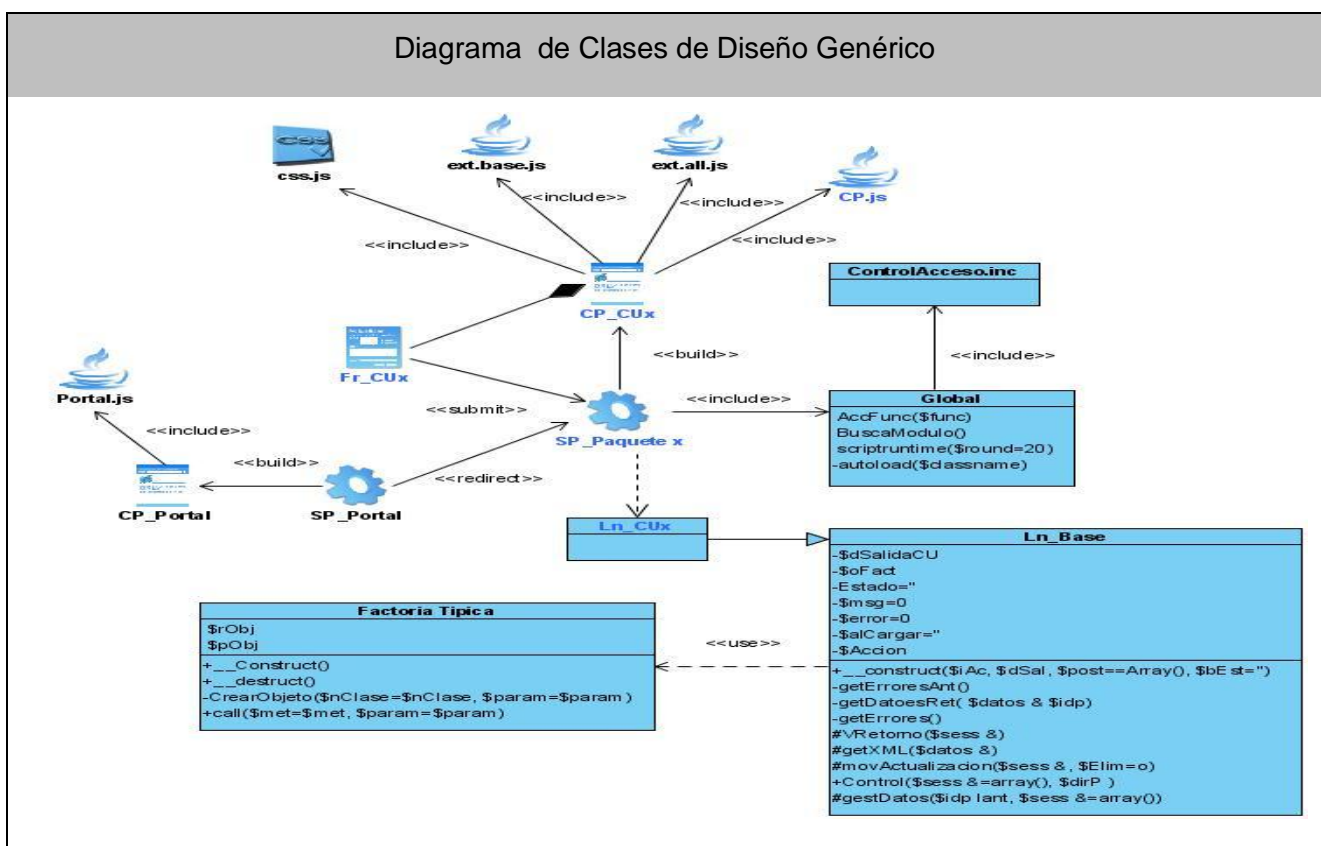 Diagrama de Clases de Diseño Genérico
css.js
ext.base.js
ext.all.js
CP.js
<<include>>
<<include>>
<<include>>
<<include>>
CP_CUx
ControlAcceso.inc
<<build>>
<<include>>
Fr_CUx
<<submit>>
SP_Paquete x
<<include>>
Global
AccFunc($func)
BuscaModulo()
scriptruntime($round=20)
-autoload($classname)
Portal.js
<<include>>
<<build>>
<<redirect>>
CP_Portal
SP_Portal
Ln_CUx
Ln_Base
-$dSalidaCU
-$oFact
-Estado=''
-$msg=0
-$error=0
-$alCargar=''
-$Accion
+__construct($iAc, $dSal, $post==Array(), $bEst='')
-getErroresAnt()
-getDatoesRet( $datos & $idp)
-getErrores()
#VRetorno($sess &)
#getXML($datos &)
#movActualizacion($sess &, $Elim=o)
+Control($sess &=array(), $dirP )
#gestDatos($idp lant, $sess &=array())
<<use>>
Factoria Tipica
$rObj
$pObj
+__Construct()
+__destruct()
-CrearObjeto($nClase=$nClase, $param=$param )
+call($met=$met, $param=$param)